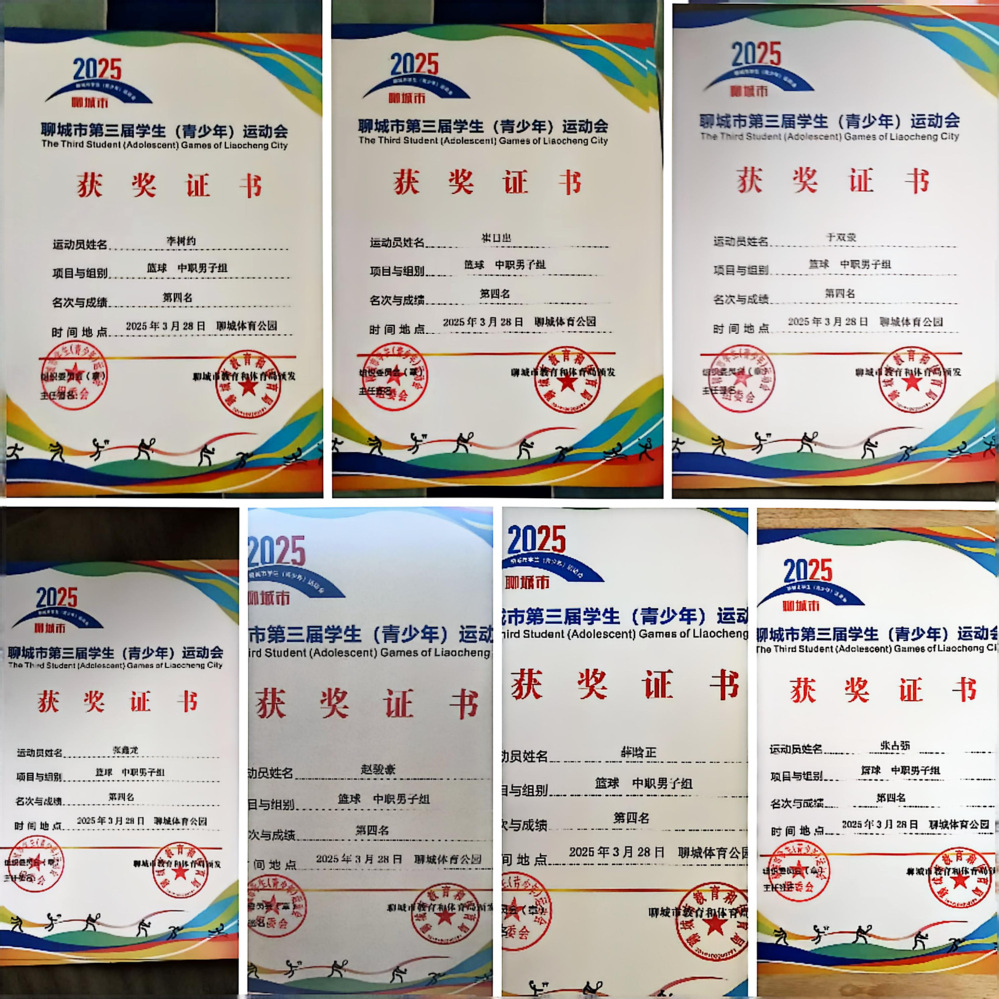 2025
聊城市
聊城市第三届学生（青少年）运动会
The Third Student (Adolescent) Games of Liaocheng City
获奖证书
运动员姓名 李树约
项目与组别 篮球 中职男子组
名次与成绩 第四名
时间地点 2025年3月28日 聊城体育公园
聊城市教育和体育局颁发
主任签名：
2025
聊城市
聊城市第三届学生（青少年）运动会
The Third Student (Adolescent) Games of Liaocheng City
获奖证书
运动员姓名 崔日出
项目与组别 篮球 中职男子组
名次与成绩 第四名
时间地点 2025年3月28日 聊城体育公园
聊城市教育和体育局颁发
2025
聊城市
聊城市第三届学生（青少年）运动会
The Third Student (Adolescent) Games of Liaocheng City
获奖证书
运动员姓名 于双荥
项目与组别 篮球 中职男子组
名次与成绩 第四名
时间地点 2025年3月28日 聊城体育公园
聊城市教育和体育局颁发
2025
聊城市
聊城市第三届学生（青少年）运动会
The Third Student (Adolescent) Games of Liaocheng City
获奖证书
运动员姓名 张鑫龙
项目与组别 篮球 中职男子组
名次与成绩 第四名
时间地点 2025年3月28日 聊城体育公园
聊城市教育和体育局颁发
2025
聊城市
市第三届学生（青少年）运动
ird Student (Adolescent) Games of Liaocheng
获奖证书
动员姓名 赵骏豪
目与组别 篮球 中职男子组
次与成绩 第四名
间地点 2025年3月28日 聊城体育公园
聊城市教育和体育局
2025
聊城市
市第三届学生（青少年）运动
hird Student (Adolescent) Games of Liaocheng
获奖证书
动员姓名 薛晗正
目与组别 篮球 中职男子组
次与成绩 第四名
间地点 2025年3月28日 聊城体育公园
聊城市教育和体育局
2025
聊城市
聊城市第三届学生（青少年）运动会
The Third Student (Adolescent) Games of Liaocheng City
获奖证书
运动员姓名 张占强
项目与组别 篮球 中职男子组
名次与成绩 第四名
时间地点 2025年3月28日 聊城体育公园
聊城市教育和体育局